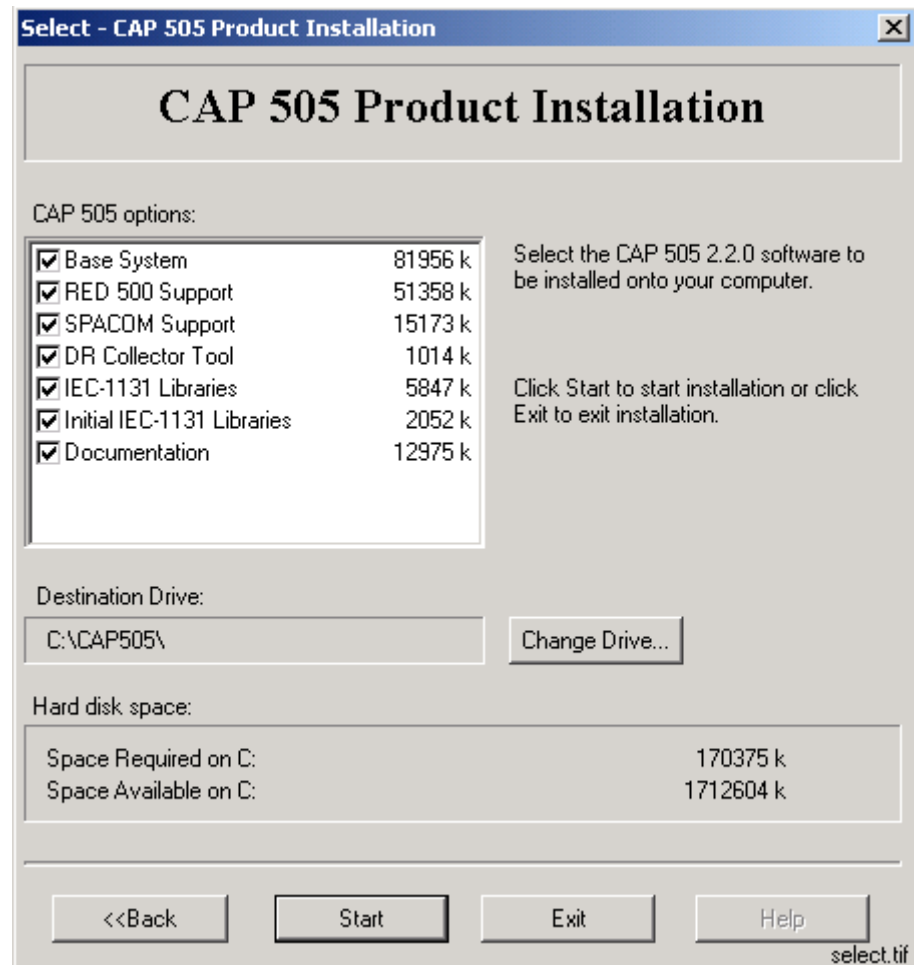 Select - CAP 505 Product Installation
CAP 505 Product Installation
CAP 505 options:
Base System 81956 k
RED 500 Support 51358 k
SPACOM Support 15173 k
DR Collector Tool 1014 k
IEC-1131 Libraries 5847 k
Initial IEC-1131 Libraries 2052 k
Documentation 12975 k
Select the CAP 505 2.2.0 software to
be installed onto your computer.
Click Start to start installation or click
Exit to exit installation.
Destination Drive:
C:\CAP505\
Change Drive...
Hard disk space:
Space Required on C: 170375 k
Space Available on C: 1712604 k
<<Back
Start
Exit
Help
select.tif